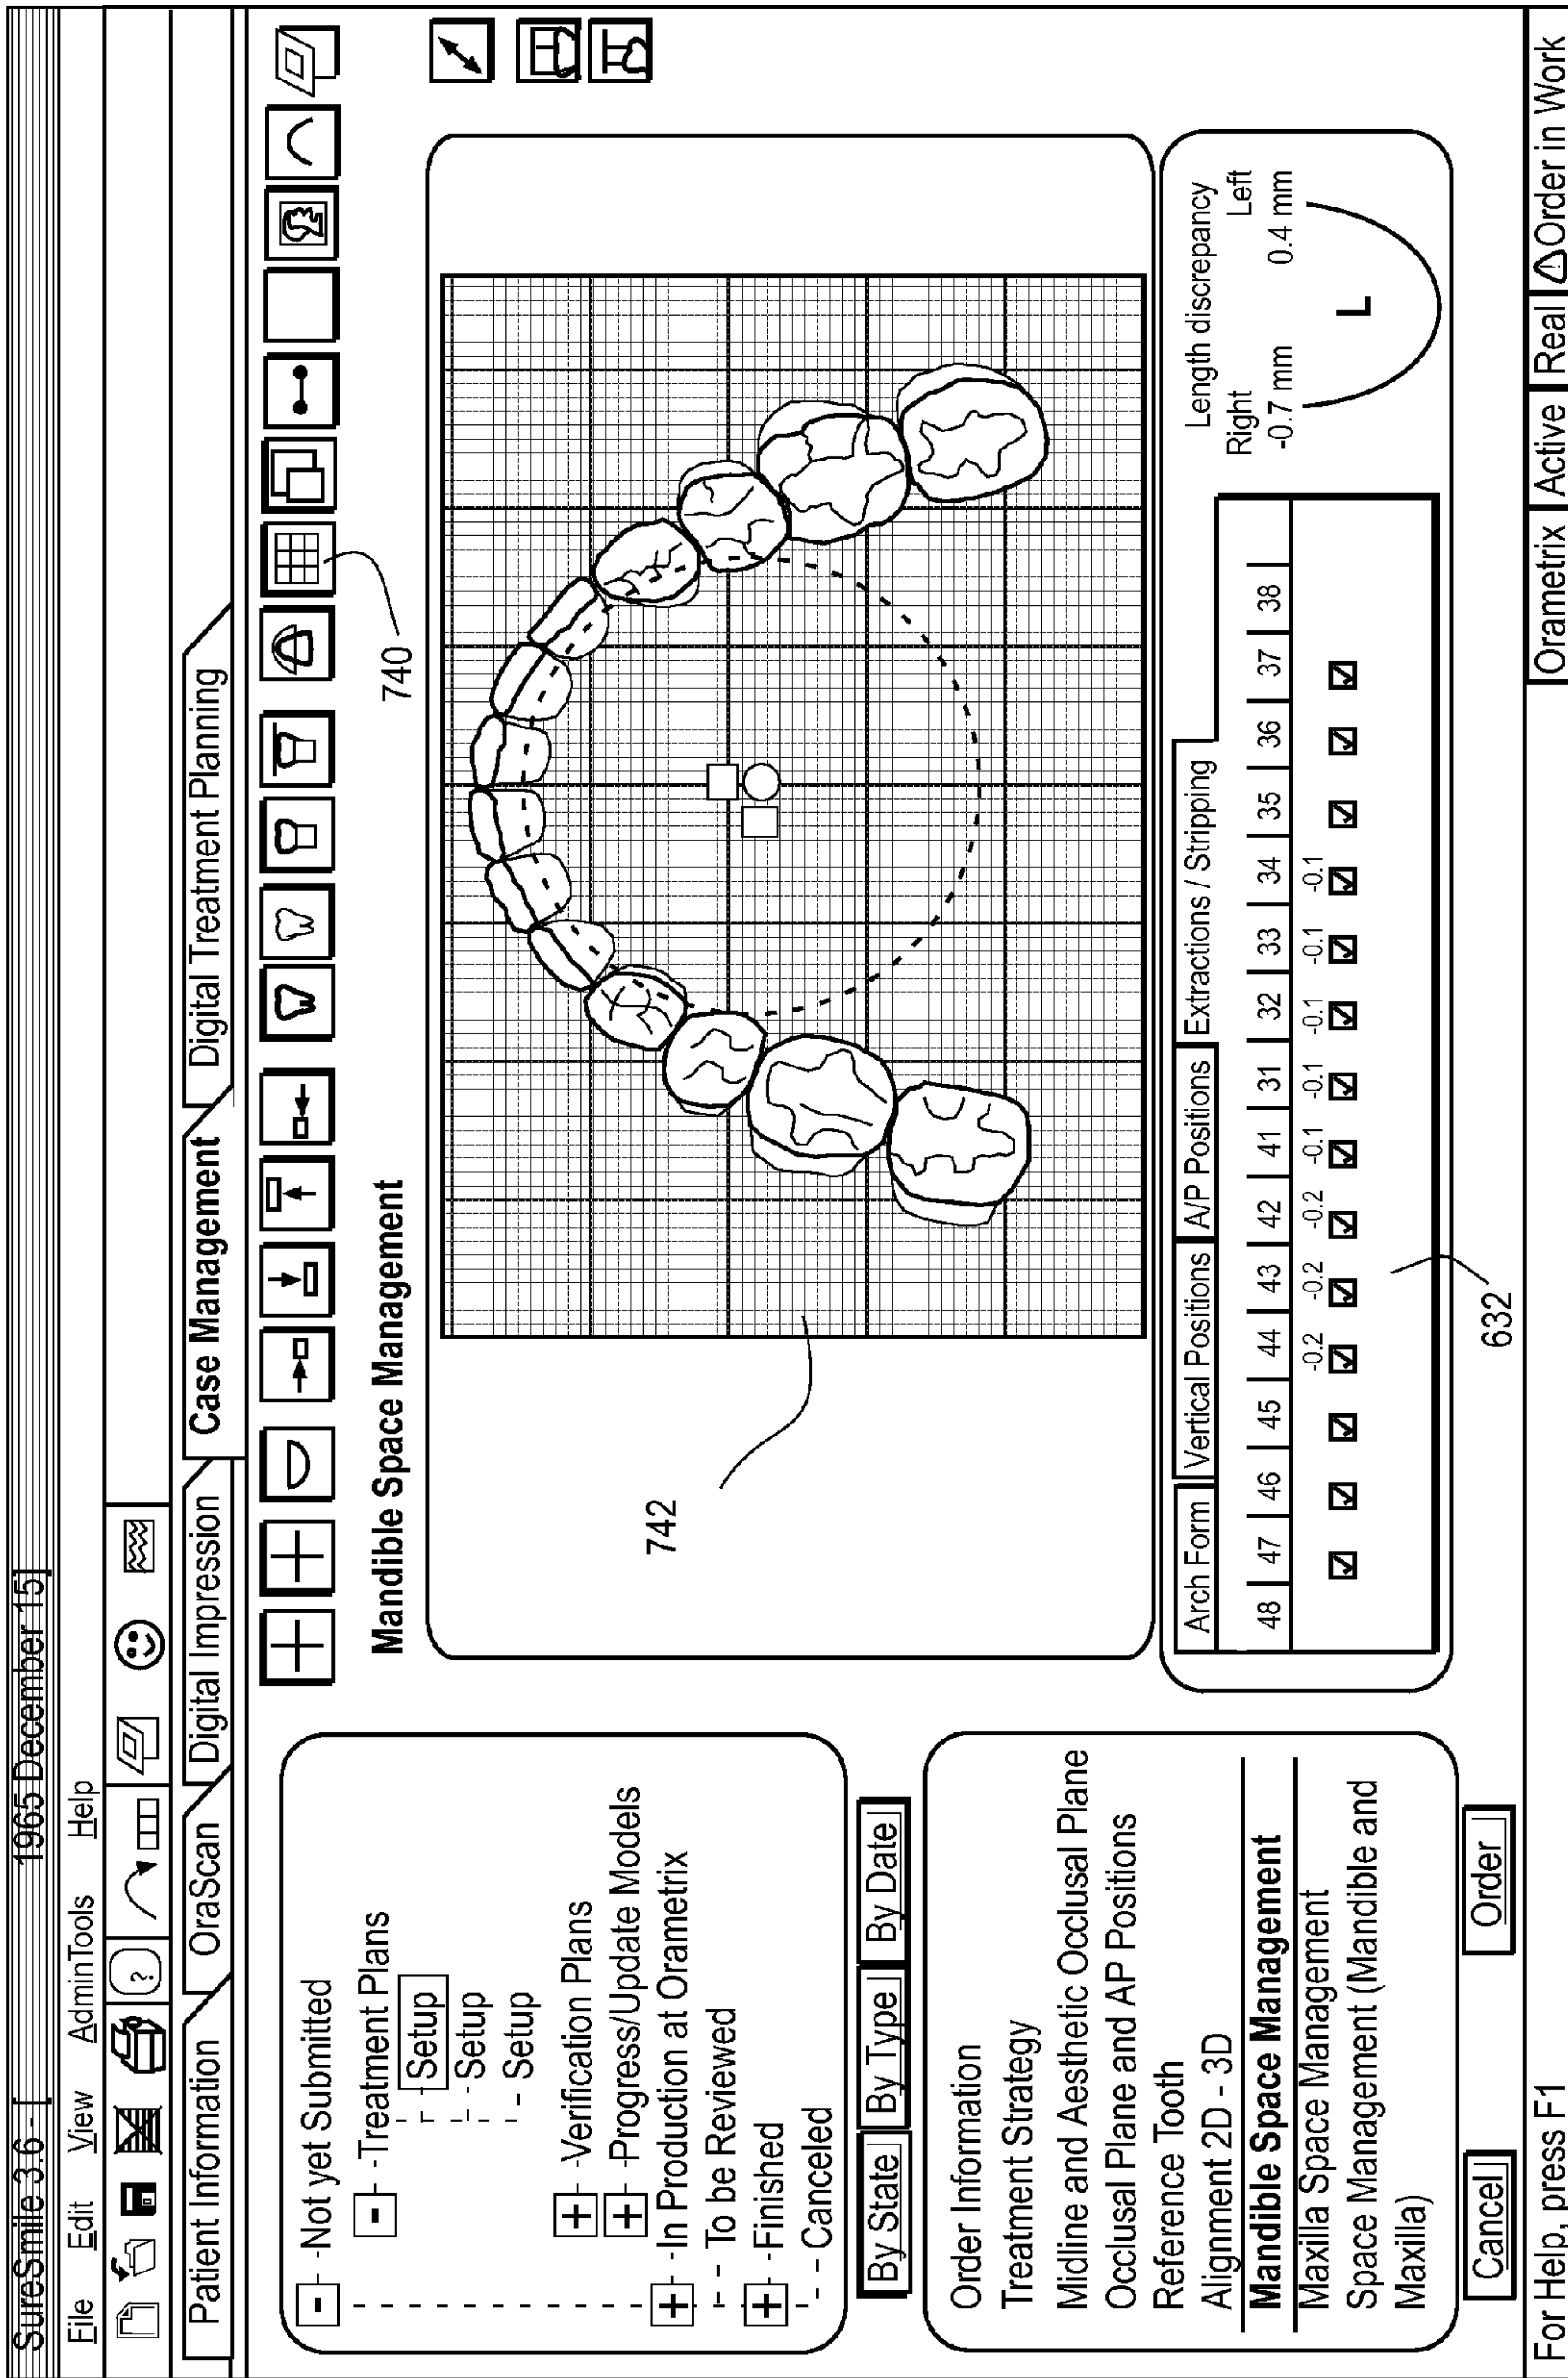 SureSmile 3.6 - [ 1965 December 15]
File Edit View AdminTools Help
?
Patient Information OraScan Digital Impression Case Management Digital Treatment Planning
740
- Not yet Submitted
- Treatment Plans
Setup
Setup
Setup
+ Verification Plans
+ Progress/Update Models
+ In Production at Orametrix
To be Reviewed
+ Finished
Canceled
By State By Type By Date
Order Information
Treatment Strategy
Midline and Aesthetic Occlusal Plane
Occlusal Plane and AP Positions
Reference Tooth
Alignment 2D - 3D
Mandible Space Management
Maxilla Space Management
Space Management (Mandible and
Maxilla)
Cancel Order
Mandible Space Management
742
Arch Form Vertical Positions A/P Positions Extractions / Stripping
48 47 46 45 44 43 42 41 31 32 33 34 35 36 37 38
-0.2 -0.2 -0.2 -0.1 -0.1 -0.1 -0.1 -0.1
632
Length discrepancy
Right Left
-0.7 mm 0.4 mm
L
For Help, press F1 Orametrix Active Real Order in Work